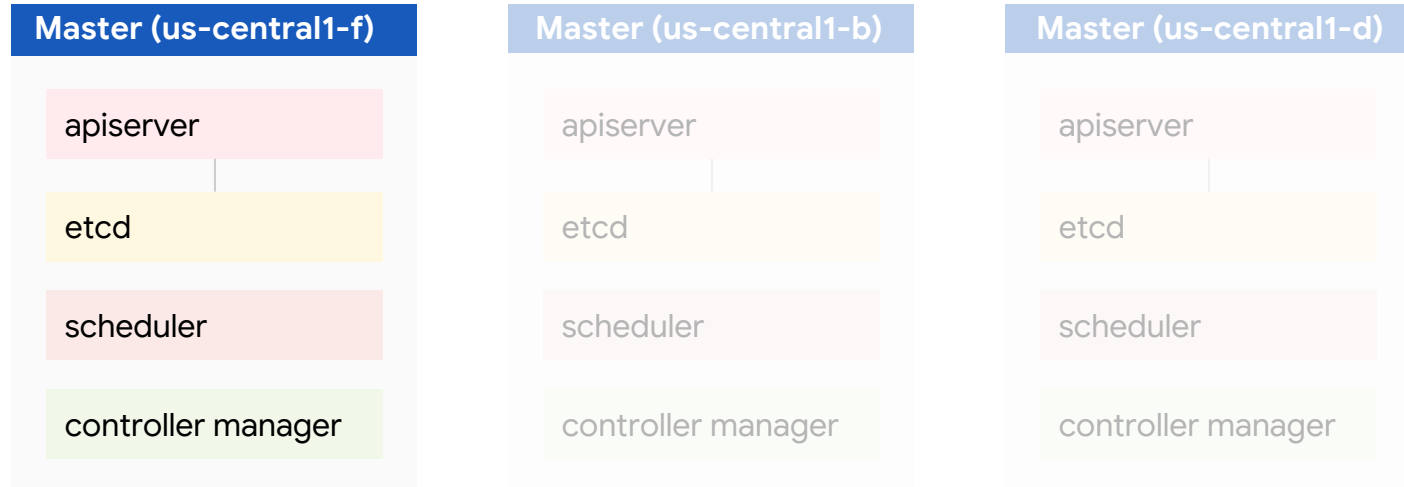 Master (us-central1-f)
apiserver
etcd
scheduler
controller manager
Master (us-central1-b)
apiserver
etcd
scheduler
controller manager
Master (us-central1-d)
apiserver
etcd
scheduler
controller manager